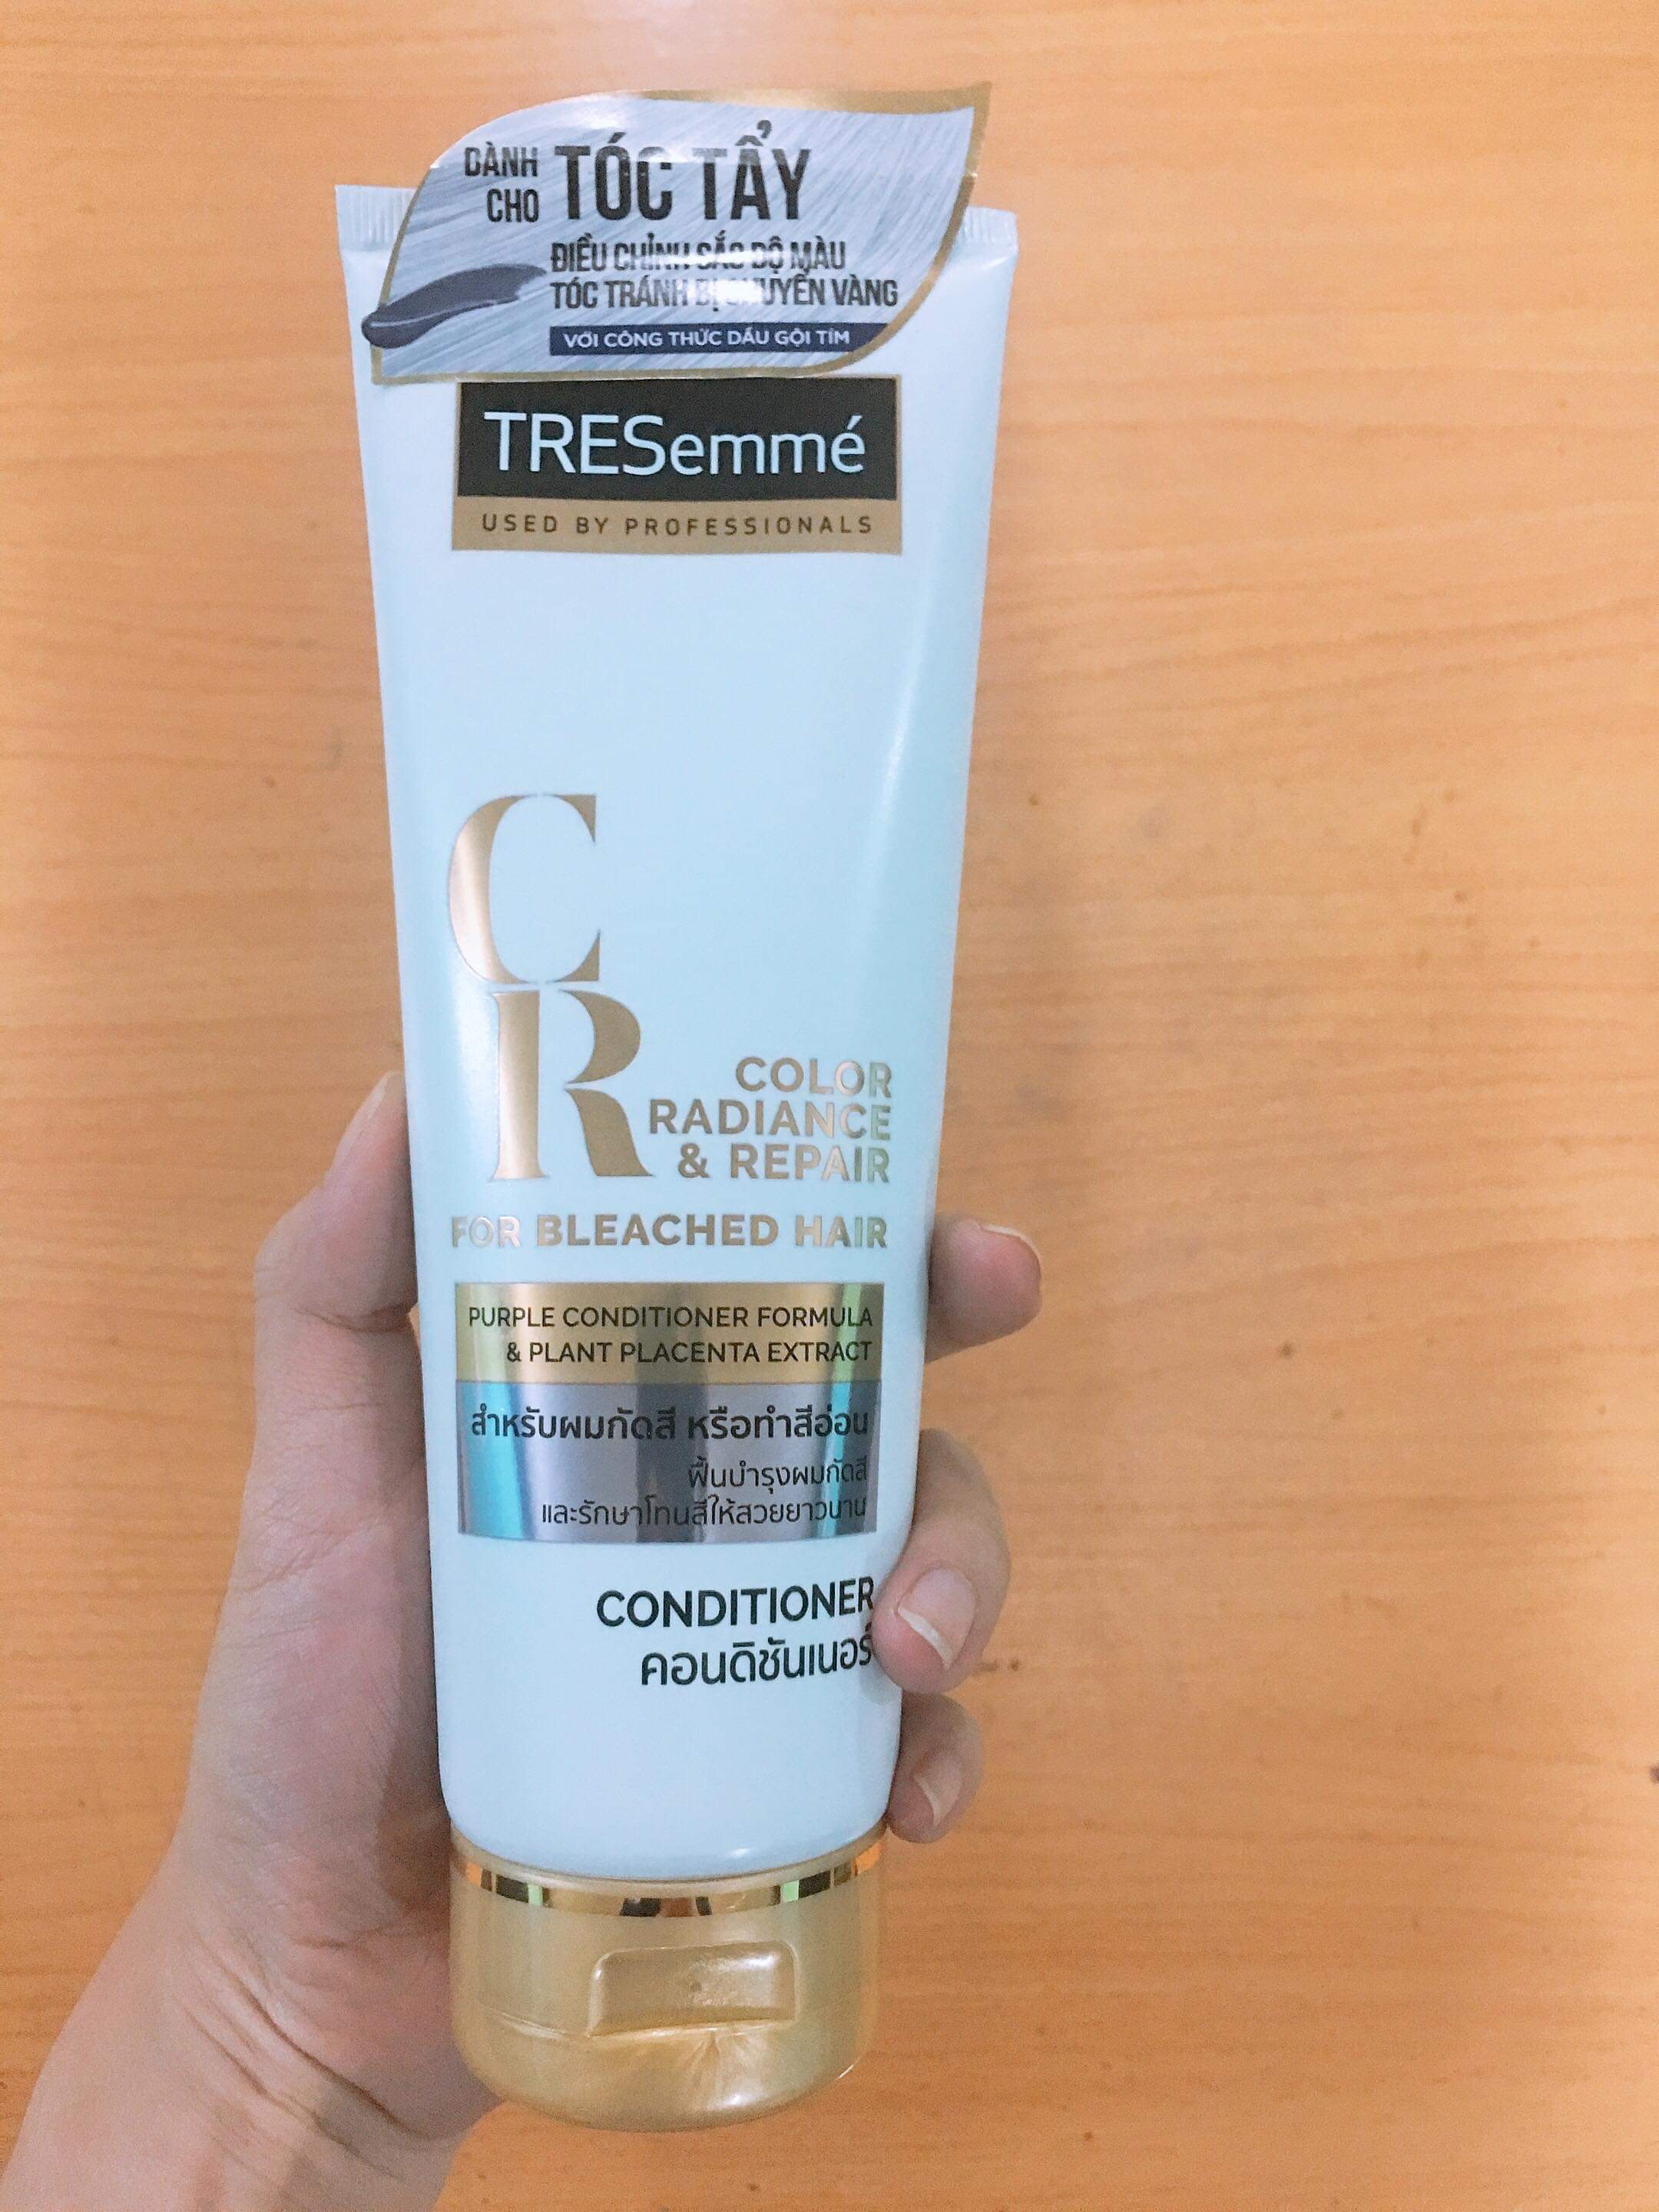 DÀNH CHO TÓC TẨY
ĐIỀU CHỈNH SẮC ĐỘ MÀU
TÓC TRÁNH BỊ CHUYỂN VÀNG
VỚI CÔNG THỨC DẦU GỘI TÍM
TRESemmé
USED BY PROFESSIONALS
CR
COLOR
RADIANCE
& REPAIR
FOR BLEACHED HAIR
PURPLE CONDITIONER FORMULA
& PLANT PLACENTA EXTRACT
สำหรับผมกัดสี หรือทำสีอ่อน
ฟื้นบำรุงผมกัดสี
และรักษาโทนสีให้สวยยาวนาน
CONDITIONER
คอนดิชันเนอร์